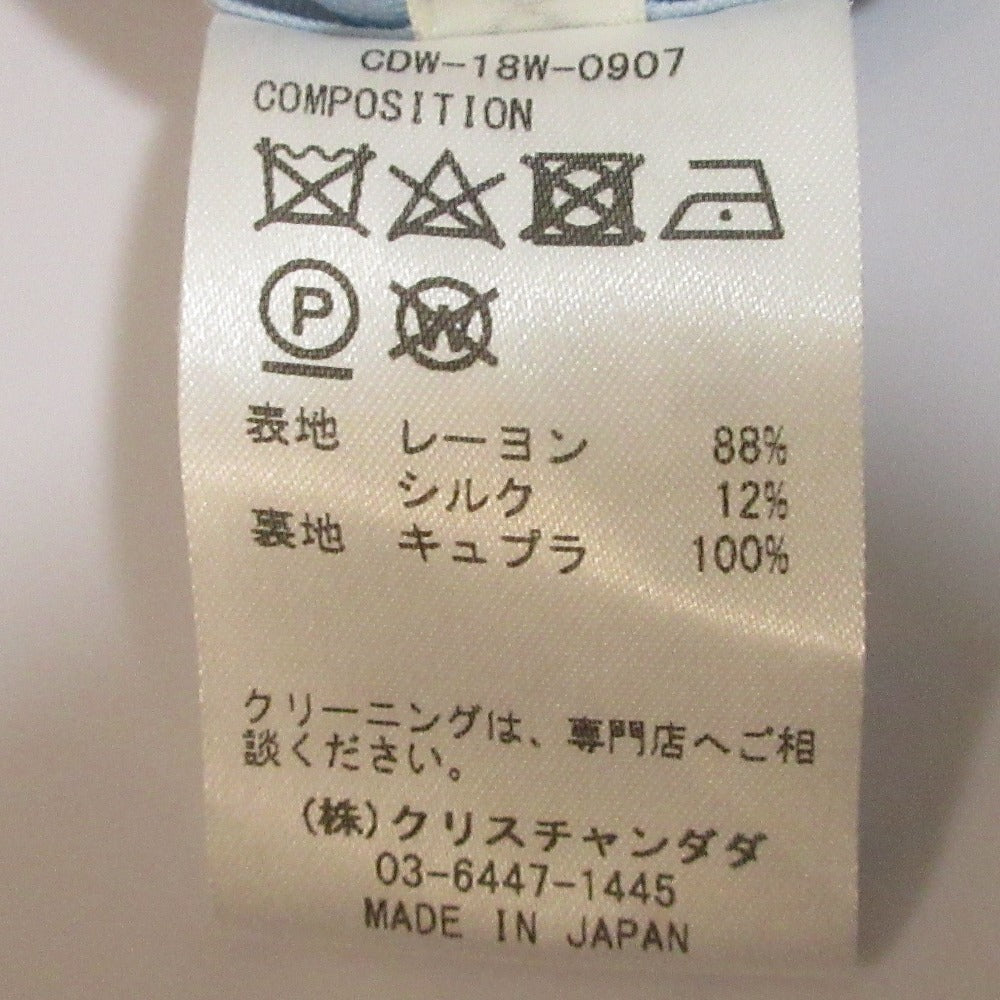 CDW-18W-0907
COMPOSITION
P W
表地 レーヨン 88%
シルク 12%
裏地 キュプラ 100%
クリーニングは、専門店へご相
談ください。
(株)クリスチャンダダ
03-6447-1445
MADE IN JAPAN